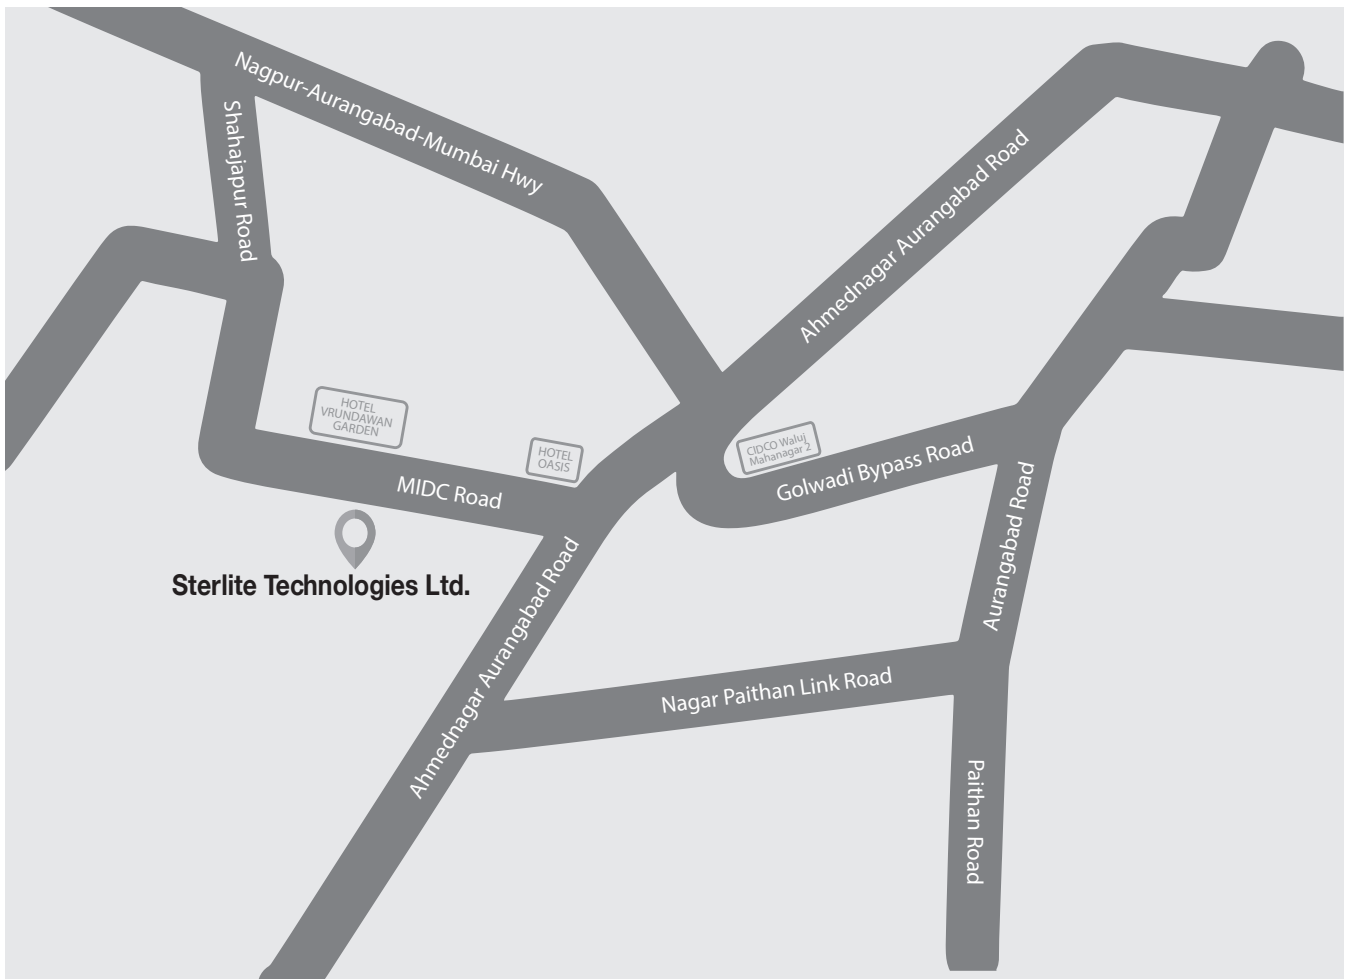 Nagpur-Aurangabad-Mumbai Hwy
Shahajapur Road
Ahmednagar Aurangabad Road
HOTEL
VRUNDAWAN
GARDEN
HOTEL
OASIS
CIDCO Waluj
Mahanagar 2
Golwadi Bypass Road
MIDC Road
Aurangabad Road
Sterlite Technologies Ltd.
Ahmednagar Aurangabad Road
Nagar Paithan Link Road
Paithan Road